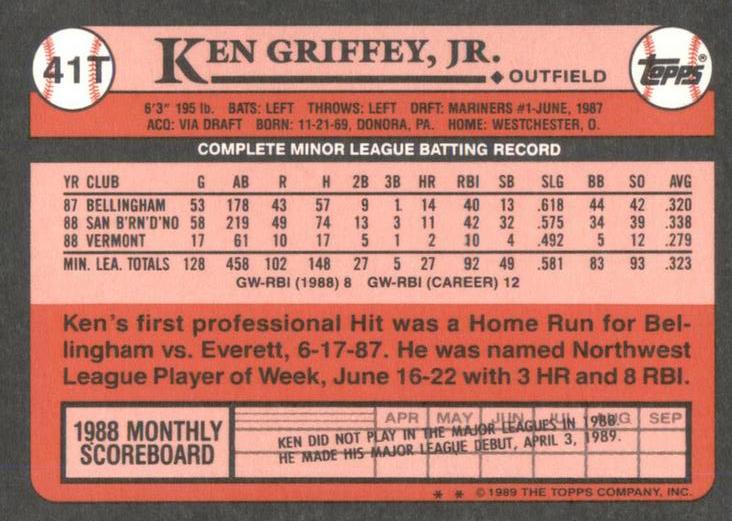 41T
KEN GRIFFEY, JR.
◆ OUTFIELD
Topps®
6'3" 195 lb. BATS: LEFT THROWS: LEFT DRFT: MARINERS #1-JUNE, 1987
ACQ: VIA DRAFT BORN: 11-21-69, DONORA, PA. HOME: WESTCHESTER, O.
COMPLETE MINOR LEAGUE BATTING RECORD
YR CLUB G AB R H 2B 3B HR RBI SB SLG BB SO AVG
87 BELLINGHAM 53 178 43 57 9 1 14 40 13 .618 44 42 .320
88 SAN B'RN'D'NO 58 219 49 74 13 3 11 42 32 .575 34 39 .338
88 VERMONT 17 61 10 17 5 1 2 10 4 .492 5 12 .279
MIN. LEA. TOTALS 128 458 102 148 27 5 27 92 49 .581 83 93 .323
GW-RBI (1988) 8 GW-RBI (CAREER) 12
Ken's first professional Hit was a Home Run for Bel-
lingham vs. Everett, 6-17-87. He was named Northwest
League Player of Week, June 16-22 with 3 HR and 8 RBI.
1988 MONTHLY
SCOREBOARD
APR MAY JUN JUL AUG SEP
KEN DID NOT PLAY IN THE MAJOR LEAGUES IN 1988.
HE MADE HIS MAJOR LEAGUE DEBUT, APRIL 3, 1989.
* * © 1989 THE TOPPS COMPANY, INC.